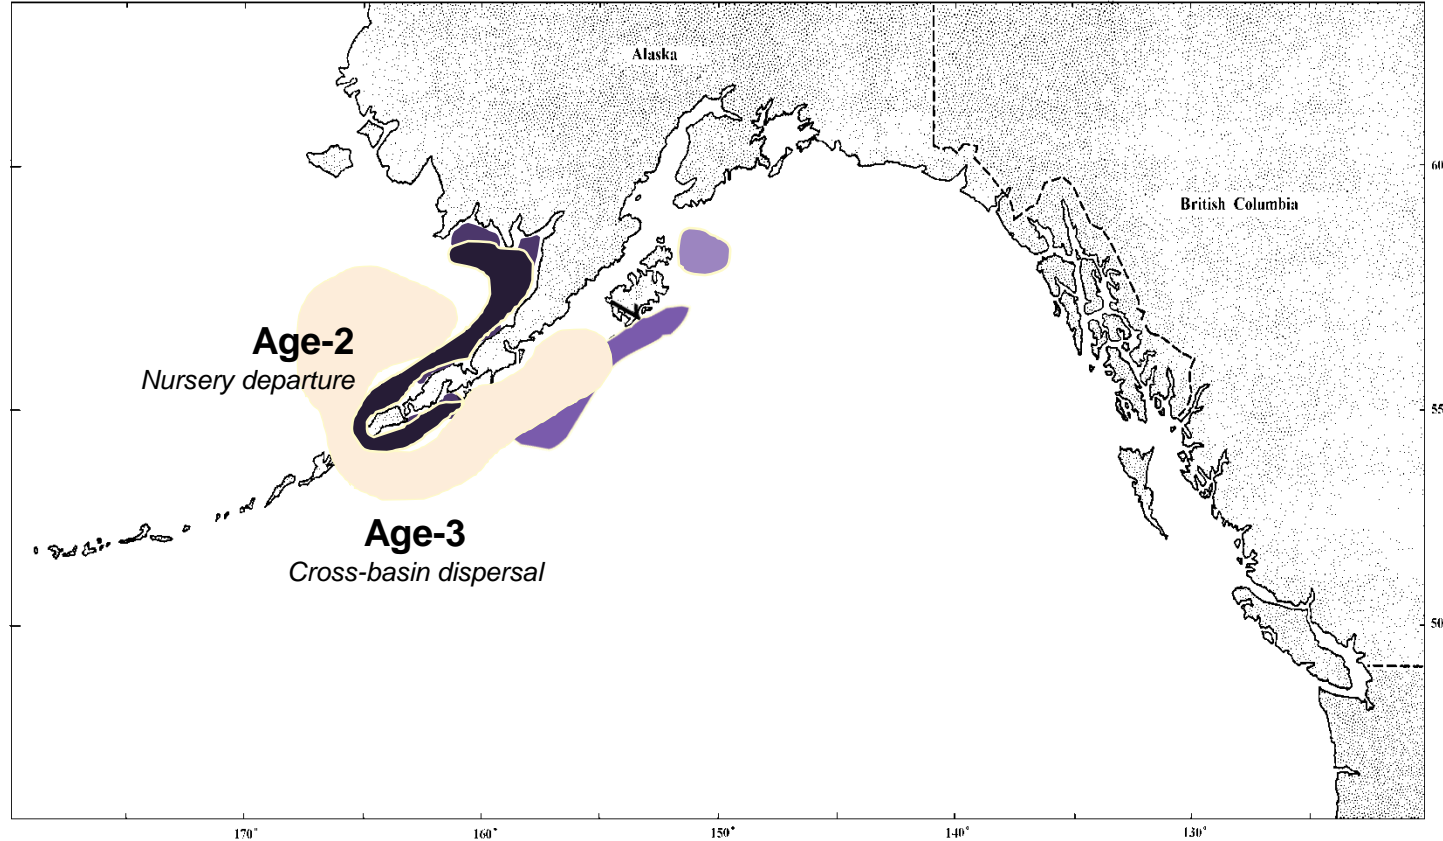 Alaska
60
British Columbia
Age-2
Nursery departure
55
Age-3
Cross-basin dispersal
50
170°
160°
150°
140°
130°